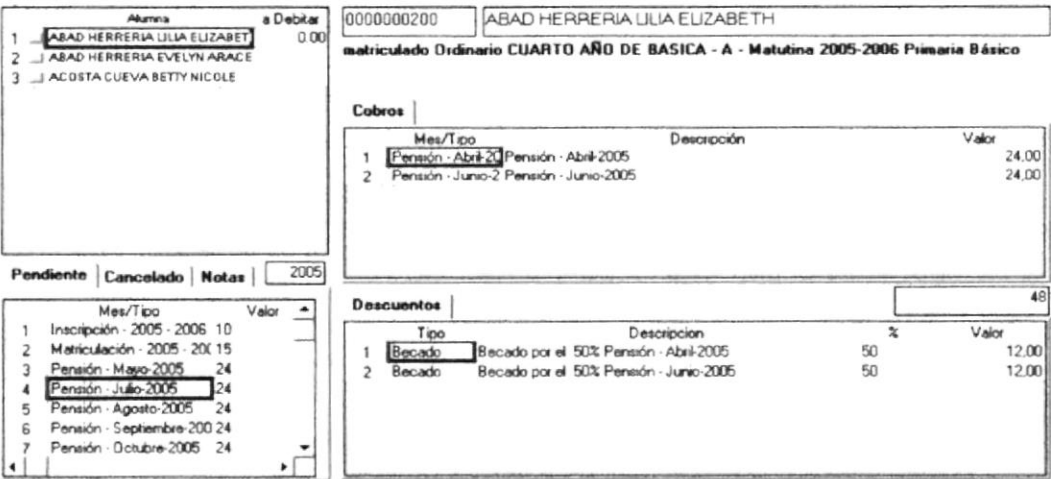 Alumna a Debitar
1 ABAD HERRERIA LILIA ELIZABET 0.00
2 ABAD HERRERIA EVELYN ARACE
3 ACOSTA CUEVA BETTY NICOLE
0000000200 ABAD HERRERIA LILIA ELIZABETH
matriculado Ordinario CUARTO AÑO DE BASICA - A - Matutina 2005-2006 Primaria Básico
Cobros
Mes/Tipo Descripción Valor
1 Pensión - Abril-20 Pensión - Abril-2005 24,00
2 Pensión - Junio-2 Pensión - Junio-2005 24,00
Pendiente Cancelado Notas 2005
Mes/Tipo Valor
1 Inscripción - 2005 - 2006 10
2 Matriculación - 2005 - 20( 15
3 Pensión - Mayo-2005 24
4 Pensión - Julio-2005 24
5 Pensión - Agosto-2005 24
6 Pensión - Septiembre-200 24
7 Pensión - Octubre-2005 24
Descuentos 48
Tipo Descripcion % Valor
1 Becado Becado por el 50% Pensión - Abril-2005 50 12,00
2 Becado Becado por el 50% Pensión - Junio-2005 50 12,00